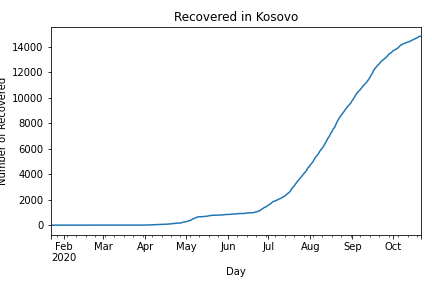 Recovered in Kosovo
Number of Recovered
14000
12000
10000
8000
6000
4000
2000
0
Feb Mar Apr May Jun Jul Aug Sep Oct
2020
Day